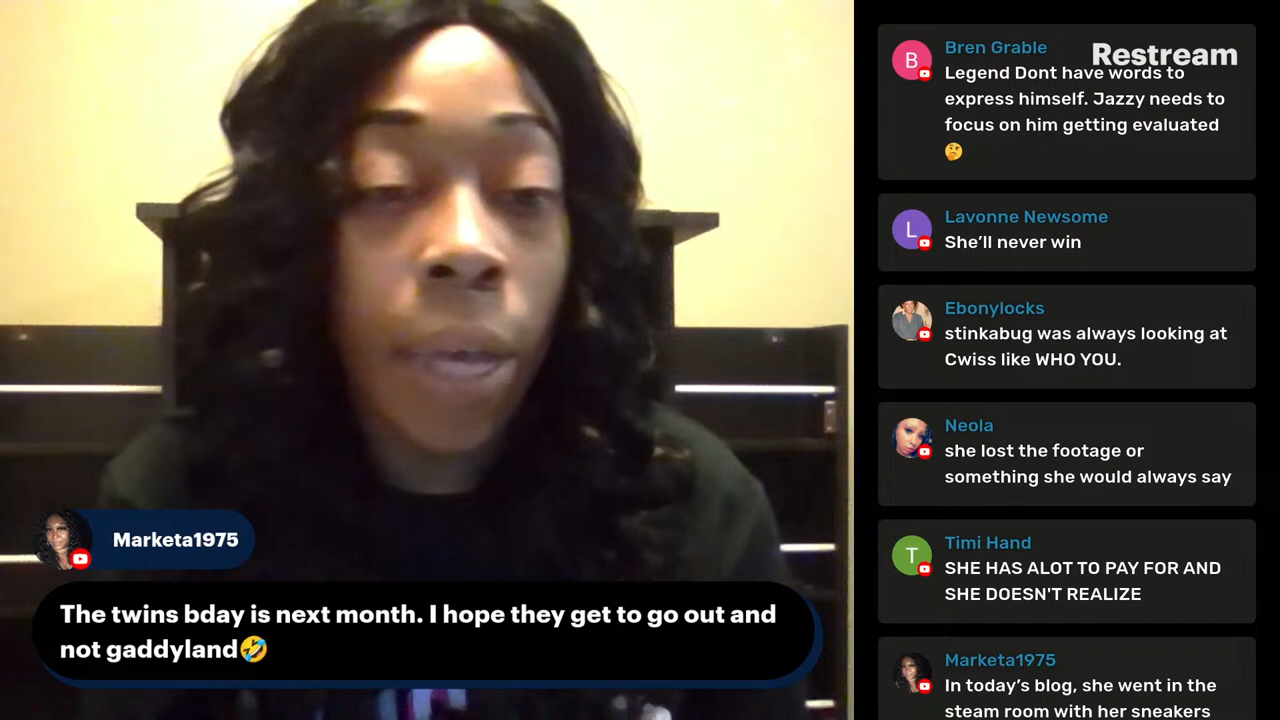 Restream
B
Bren Grable
Legend Dont have words to
express himself. Jazzy needs to
focus on him getting evaluated
🤔
L
Lavonne Newsome
She’ll never win
Ebonylocks
stinkabug was always looking at
Cwiss like WHO YOU.
Neola
she lost the footage or
something she would always say
T
Timi Hand
SHE HAS ALOT TO PAY FOR AND
SHE DOESN'T REALIZE
Marketa1975
In today’s blog, she went in the
steam room with her sneakers
Marketa1975
The twins bday is next month. I hope they get to go out and
not gaddyland🤣